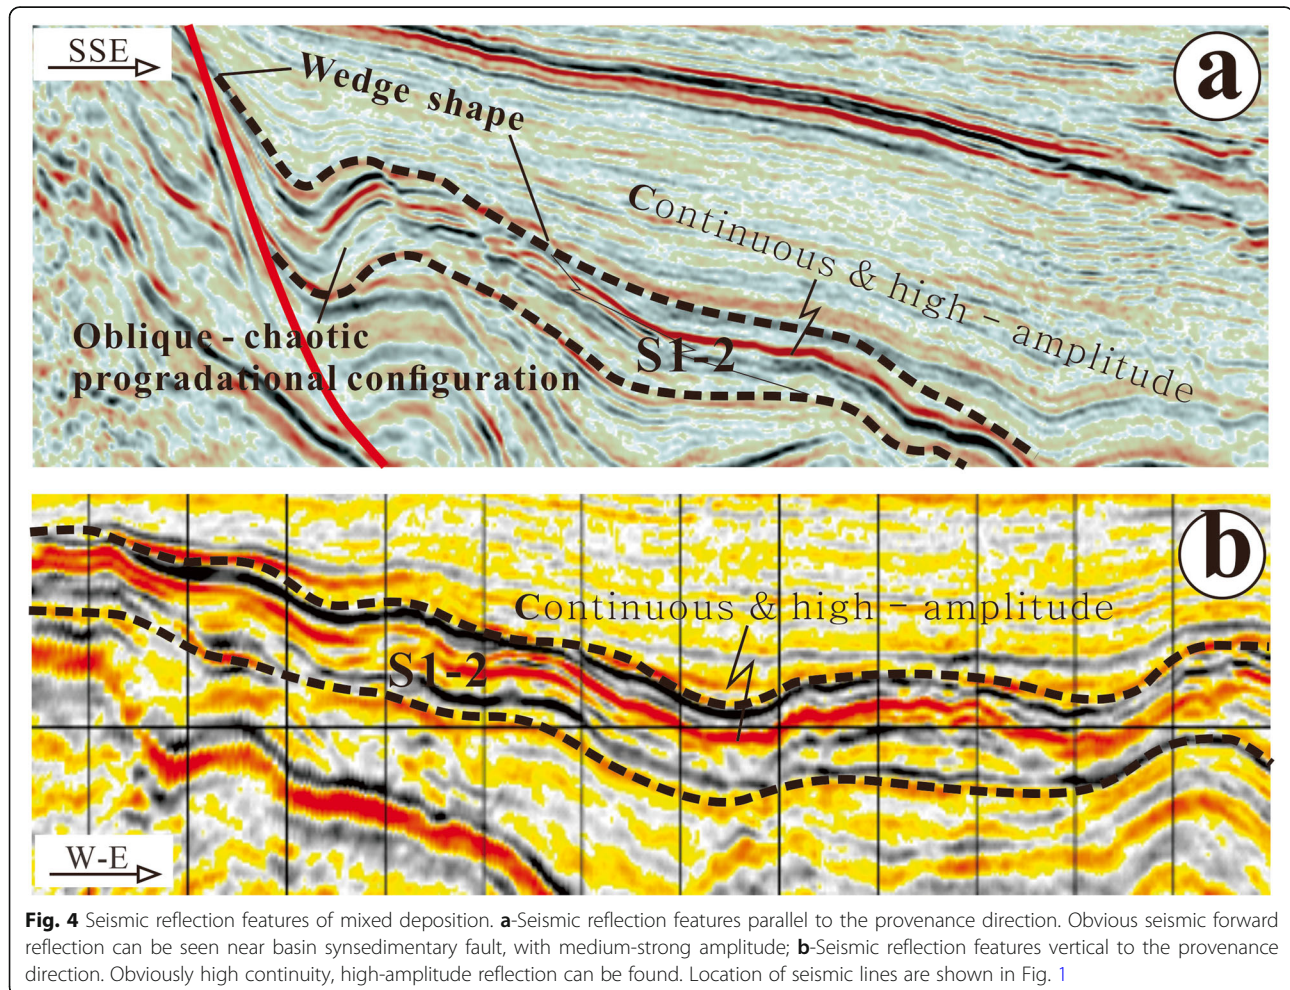 SSE
a
Wedge shape
Continuous & high - amplitude
Oblique - chaotic
progradational configuration
S1-2
b
Continuous & high - amplitude
S1-2
W-E
Fig. 4 Seismic reflection features of mixed deposition. a-Seismic reflection features parallel to the provenance direction. Obvious seismic forward
reflection can be seen near basin synsedimentary fault, with medium-strong amplitude; b-Seismic reflection features vertical to the provenance
direction. Obviously high continuity, high-amplitude reflection can be found. Location of seismic lines are shown in Fig. 1